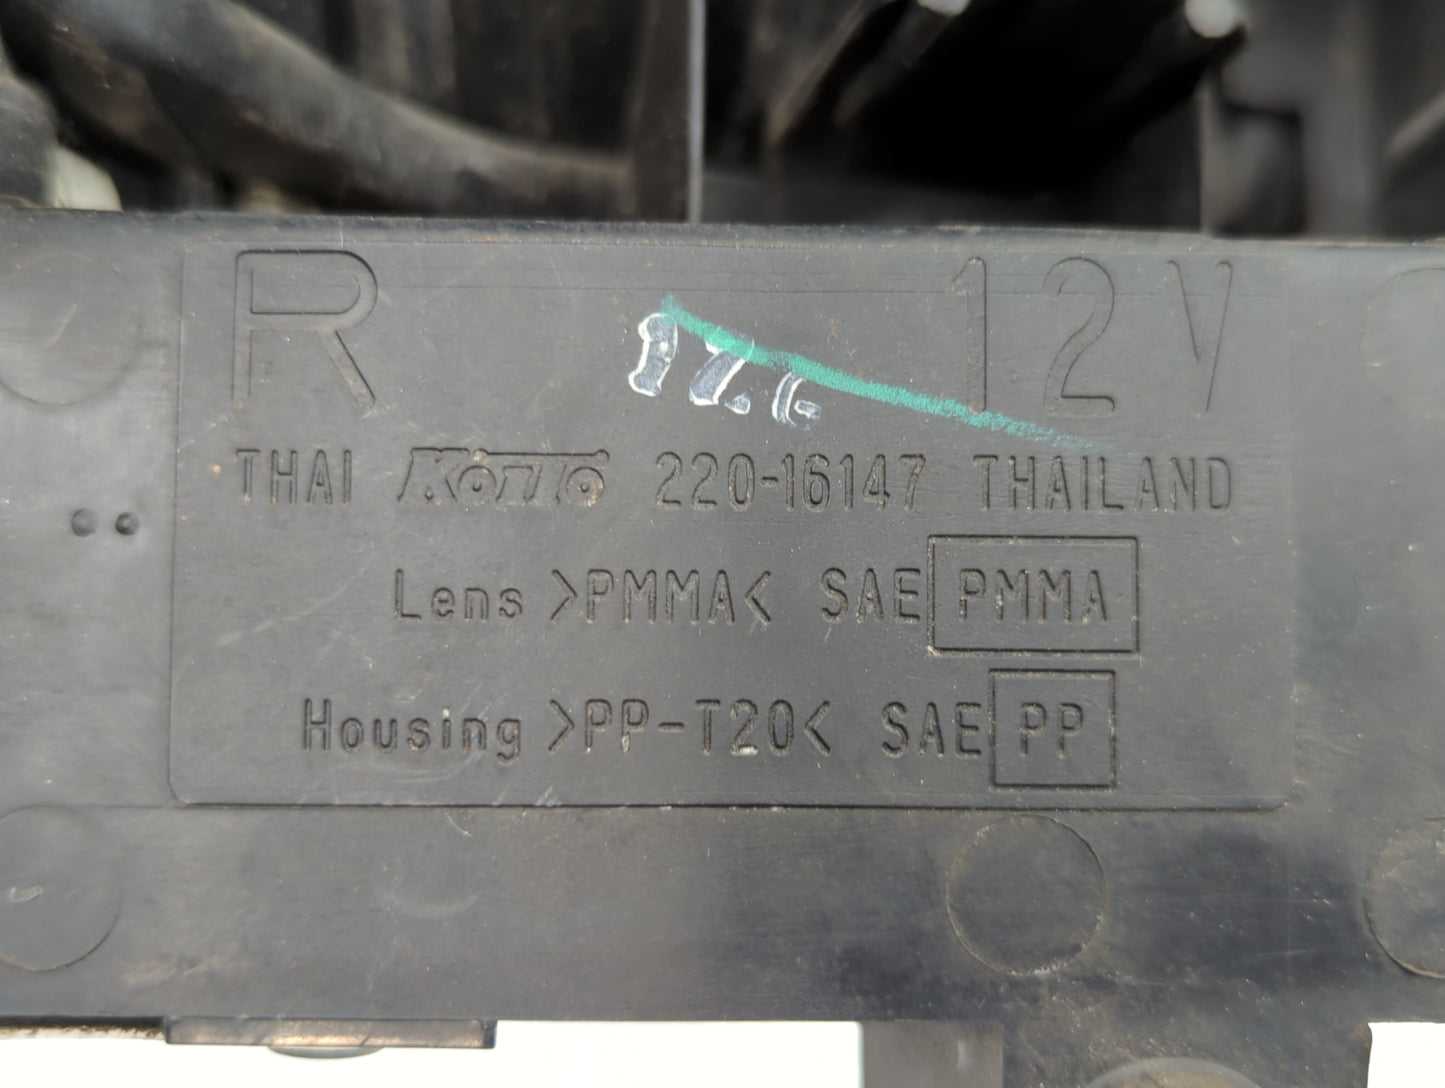 R 12V
THAI KOITO 220-16147 THAILAND
Lens >PMMA< SAE PMMA
Housing >PP-T20< SAE PP